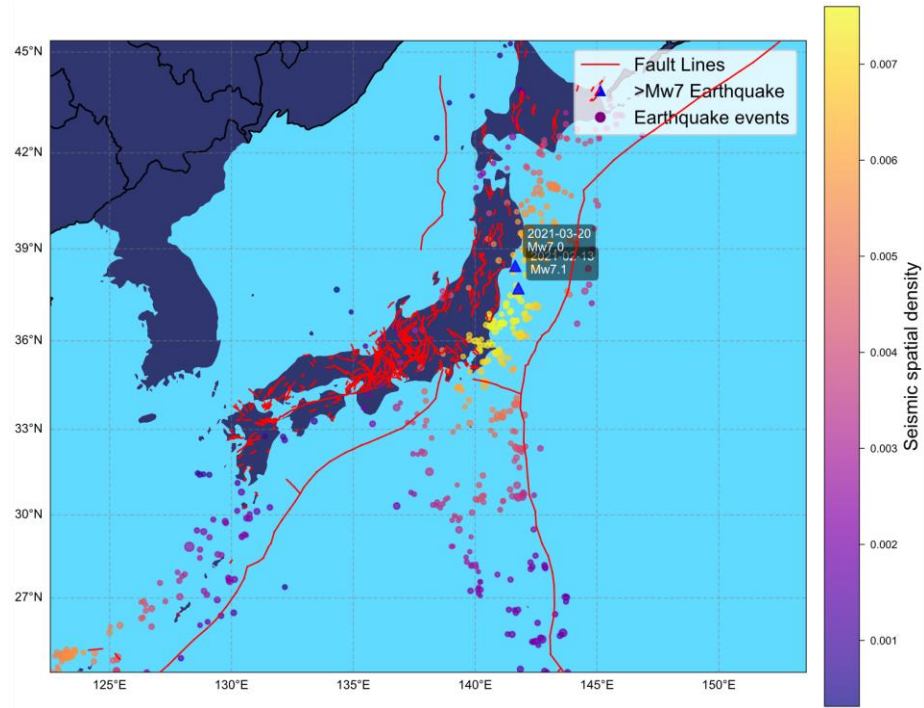 45°N
42°N
39°N
36°N
33°N
30°N
27°N
125°E
130°E
135°E
140°E
145°E
150°E
Fault Lines
>Mw7 Earthquake
Earthquake events
2021-03-20
Mw7.0
2021-02-13
Mw7.1
0.007
0.006
0.005
0.004
0.003
0.002
0.001
Seismic spatial density